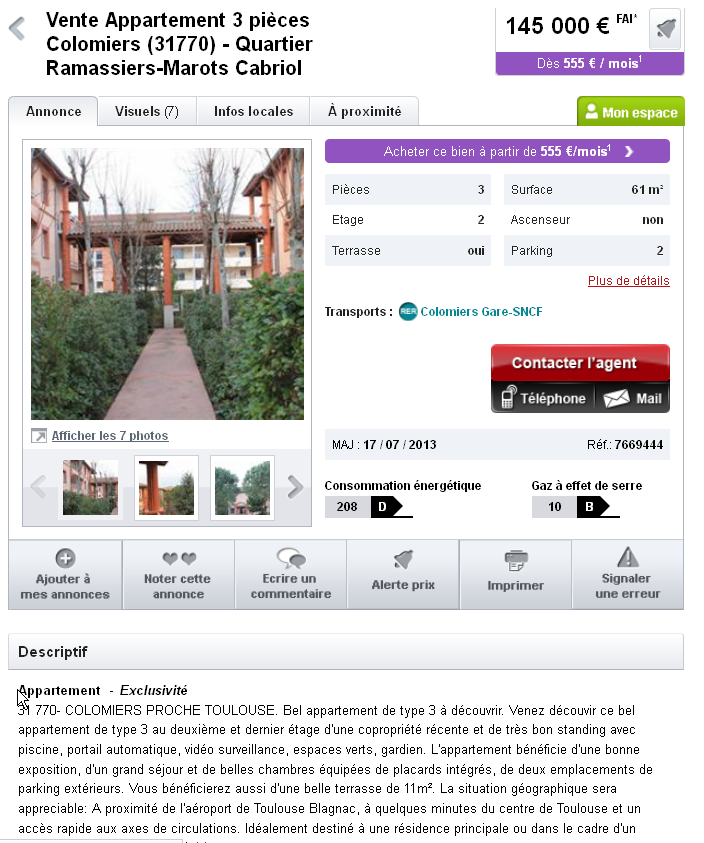 Vente Appartement 3 pièces
Colomiers (31770) - Quartier
Ramassiers-Marots Cabriol
145 000 € FAI*
Dès 555 € / mois1
Annonce
Visuels (7)
Infos locales
À proximité
Mon espace
Acheter ce bien à partir de 555 €/mois1
Pièces 3
Surface 61 m²
Etage 2
Ascenseur non
Terrasse oui
Parking 2
Plus de détails
Transports : RER Colomiers Gare-SNCF
Contacter l'agent
Téléphone
Mail
Afficher les 7 photos
MAJ : 17 / 07 / 2013
Réf.: 7669444
Consommation énergétique
Gaz à effet de serre
208 D
10 B
Ajouter à
mes annonces
Noter cette
annonce
Ecrire un
commentaire
Alerte prix
Imprimer
Signaler
une erreur
Descriptif
Appartement - Exclusivité
31 770- COLOMIERS PROCHE TOULOUSE. Bel appartement de type 3 à découvrir. Venez découvir ce bel
appartement de type 3 au deuxième et dernier étage d'une copropriété récente et de très bon standing avec
piscine, portail automatique, vidéo surveillance, espaces verts, gardien. L'appartement bénéficie d'une bonne
exposition, d'un grand séjour et de belles chambres équipées de placards intégrés, de deux emplacements de
parking extérieurs. Vous bénéficierez aussi d'une belle terrasse de 11m². La situation géographique sera
appreciable: A proximité de l'aéroport de Toulouse Blagnac, à quelques minutes du centre de Toulouse et un
accès rapide aux axes de circulations. Idéalement destiné à une résidence principale ou dans le cadre d'un